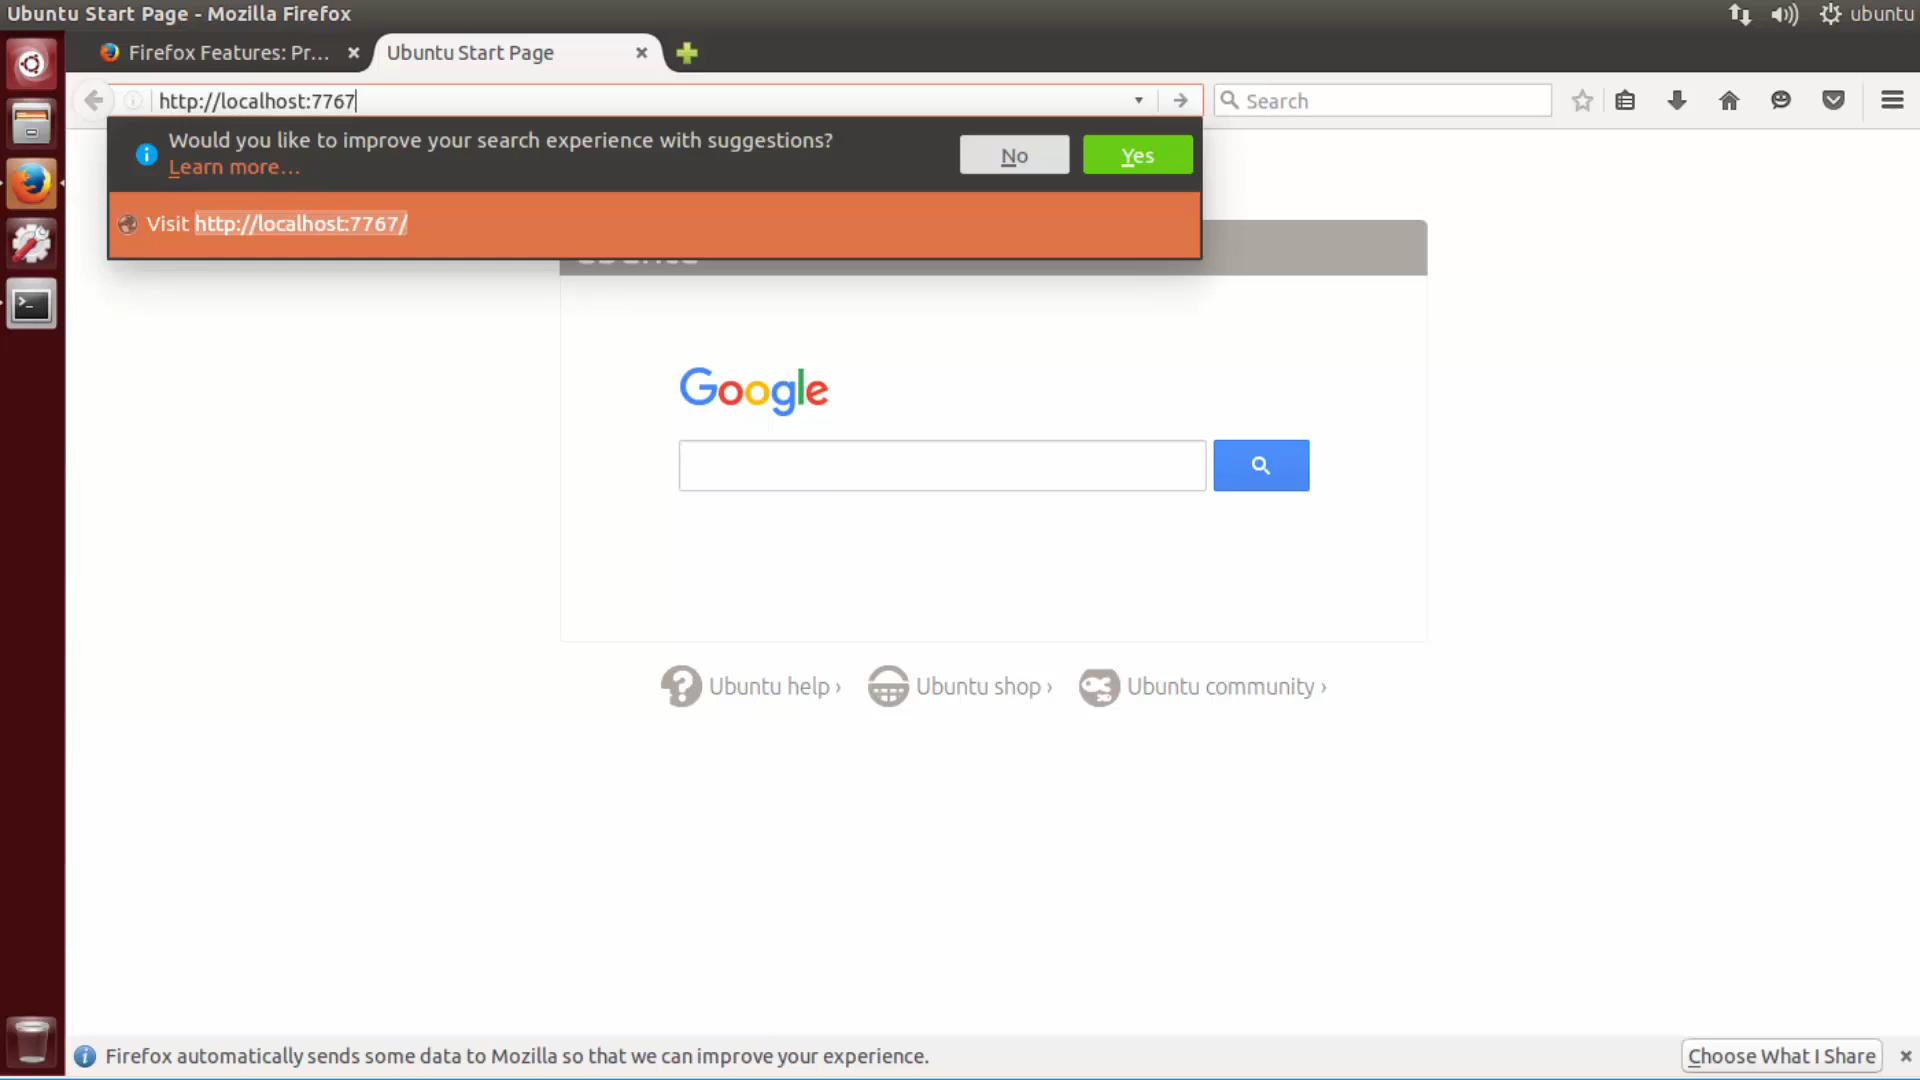 Ubuntu Start Page - Mozilla Firefox
ubuntu
Firefox Features: Pr...
Ubuntu Start Page
http://localhost:7767
Search
Would you like to improve your search experience with suggestions?
Learn more...
No
Yes
Visit http://localhost:7767/
Google
Ubuntu help ›
Ubuntu shop ›
Ubuntu community ›
Firefox automatically sends some data to Mozilla so that we can improve your experience.
Choose What I Share